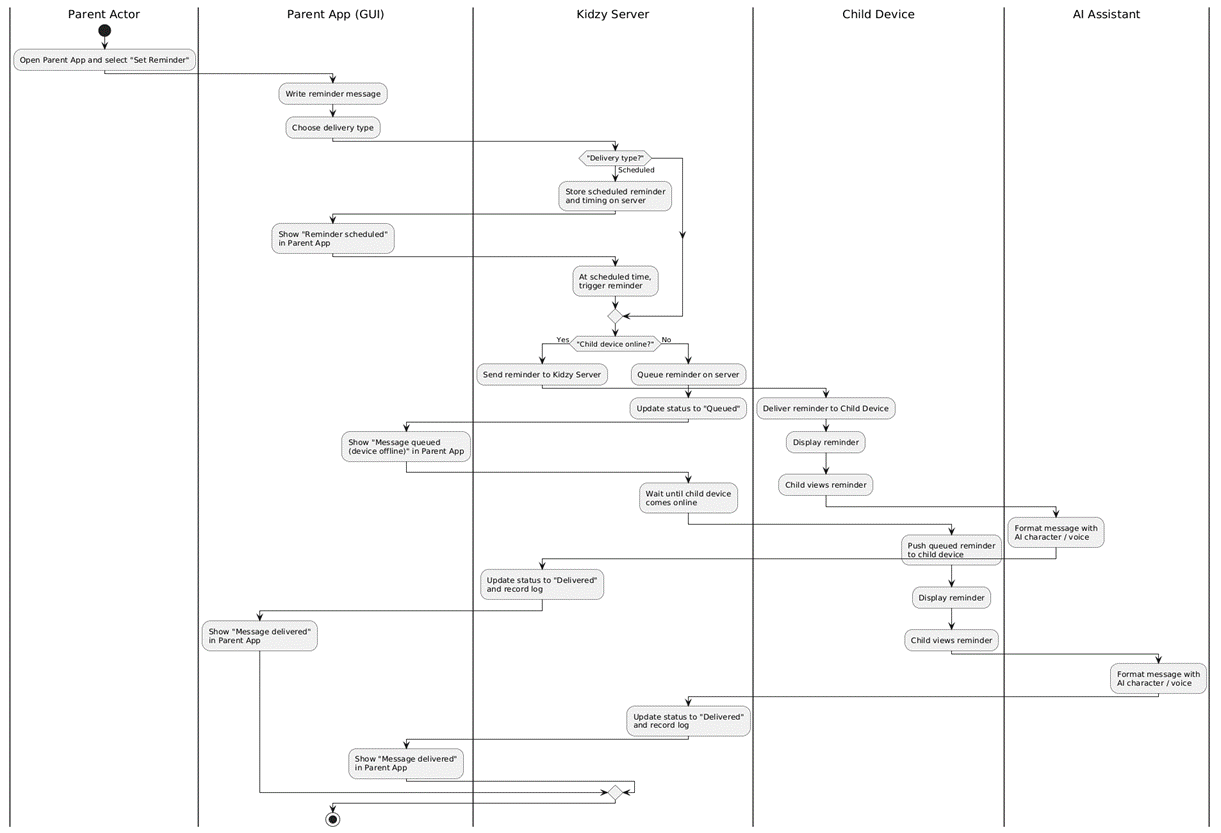 Parent Actor
Parent App (GUI)
Kidzy Server
Child Device
AI Assistant
Open Parent App and select "Set Reminder"
Write reminder message
Choose delivery type
"Delivery type?"
Scheduled
Store scheduled reminder
and timing on server
Show "Reminder scheduled"
in Parent App
At scheduled time,
trigger reminder
Yes
"Child device online?"
No
Send reminder to Kidzy Server
Queue reminder on server
Update status to "Queued"
Deliver reminder to Child Device
Show "Message queued
(device offline)" in Parent App
Display reminder
Wait until child device
comes online
Child views reminder
Format message with
AI character / voice
Push queued reminder
to child device
Update status to "Delivered"
and record log
Display reminder
Show "Message delivered"
in Parent App
Child views reminder
Format message with
AI character / voice
Update status to "Delivered"
and record log
Show "Message delivered"
in Parent App